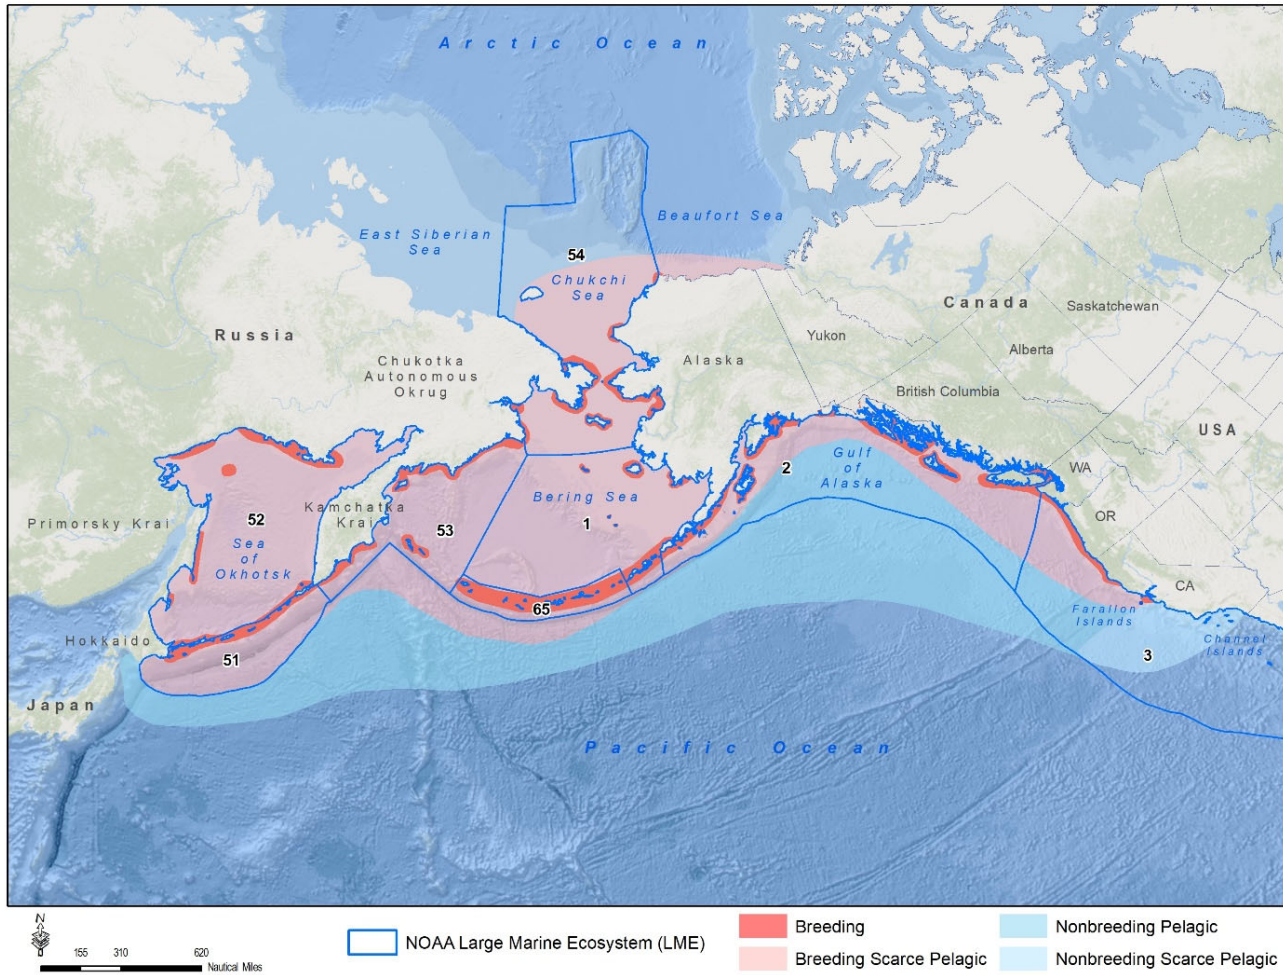 Arctic Ocean
Beaufort Sea
East Siberian
Sea
54
Chukchi
Sea
Canada
Saskatchewan
Russia
Yukon
Alberta
Chukotka
Autonomous
Okrug
Alaska
British Columbia
USA
Gulf
of
Alaska
2
WA
Bering Sea
1
Kamchatka
Krai
Primorsky Krai
52
Sea
of
Okhotsk
53
OR
CA
65
Farallon
Islands
Channel
Islands
Hokkaido
51
3
Japan
Pacific Ocean
N
155 310 620
Nautical Miles
NOAA Large Marine Ecosystem (LME)
Breeding
Breeding Scarce Pelagic
Nonbreeding Pelagic
Nonbreeding Scarce Pelagic